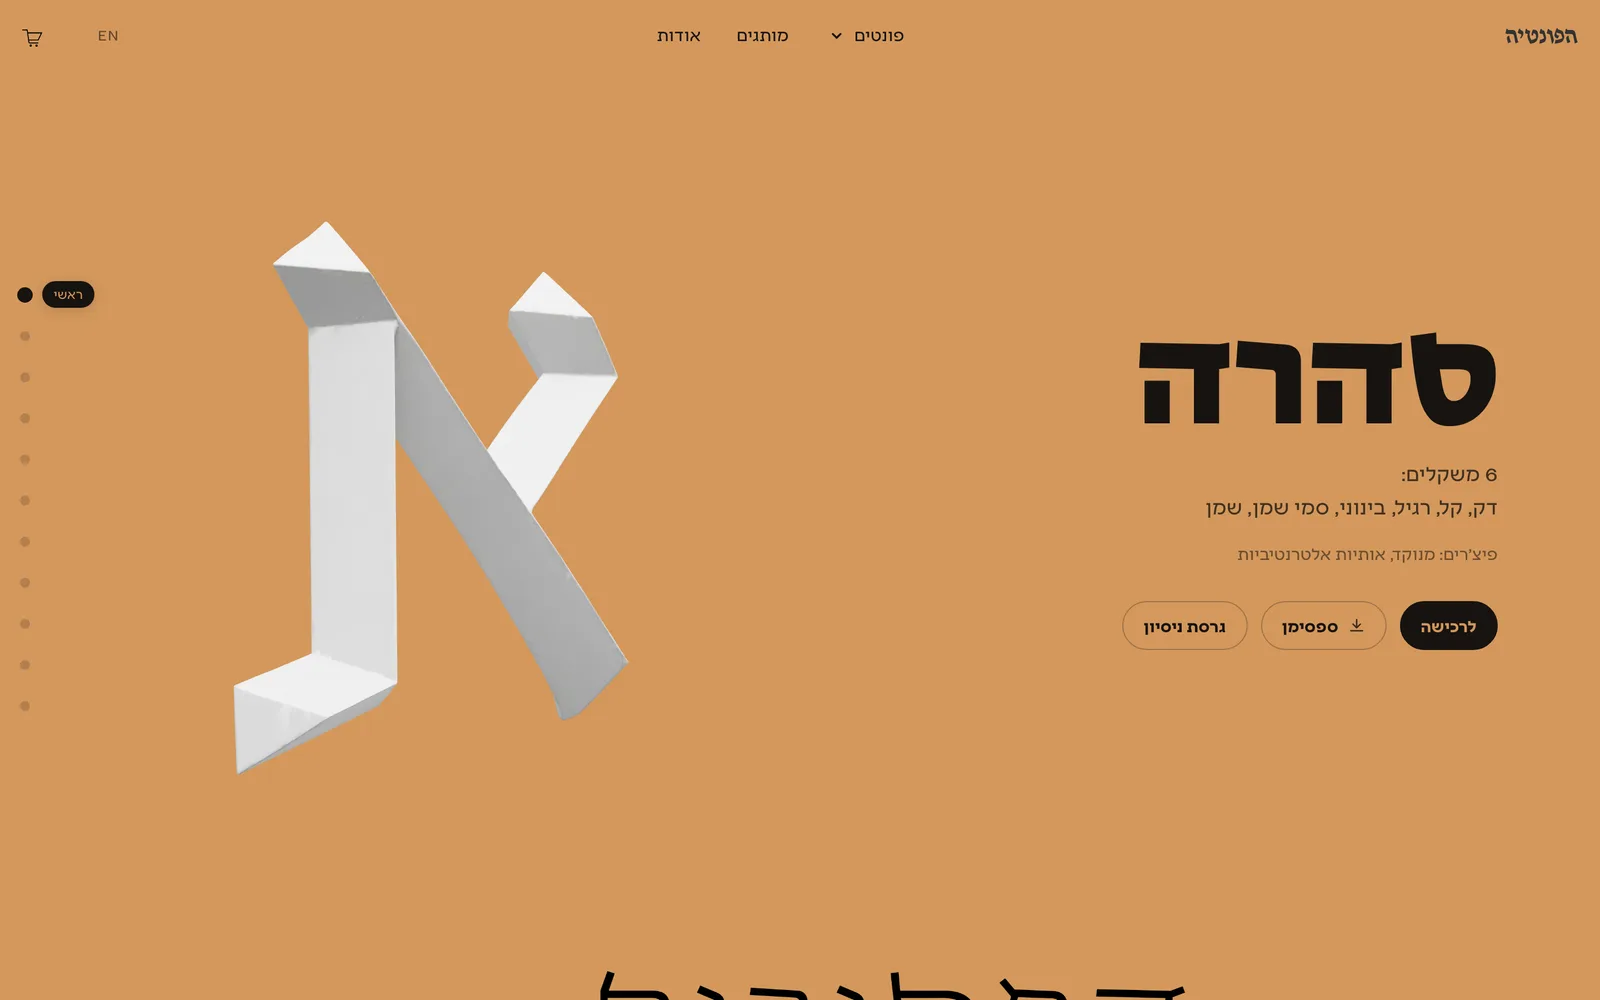 הפונטיה
פונטים
מותגים
אודות
EN
ראשי
א
סהרה
6 משקלים:
דק, קל, רגיל, בינוני, סמי שמן, שמן
פיצ'רים: מנוקד, אותיות אלטרנטיביות
לרכישה
ספסימן
גרסת ניסיון